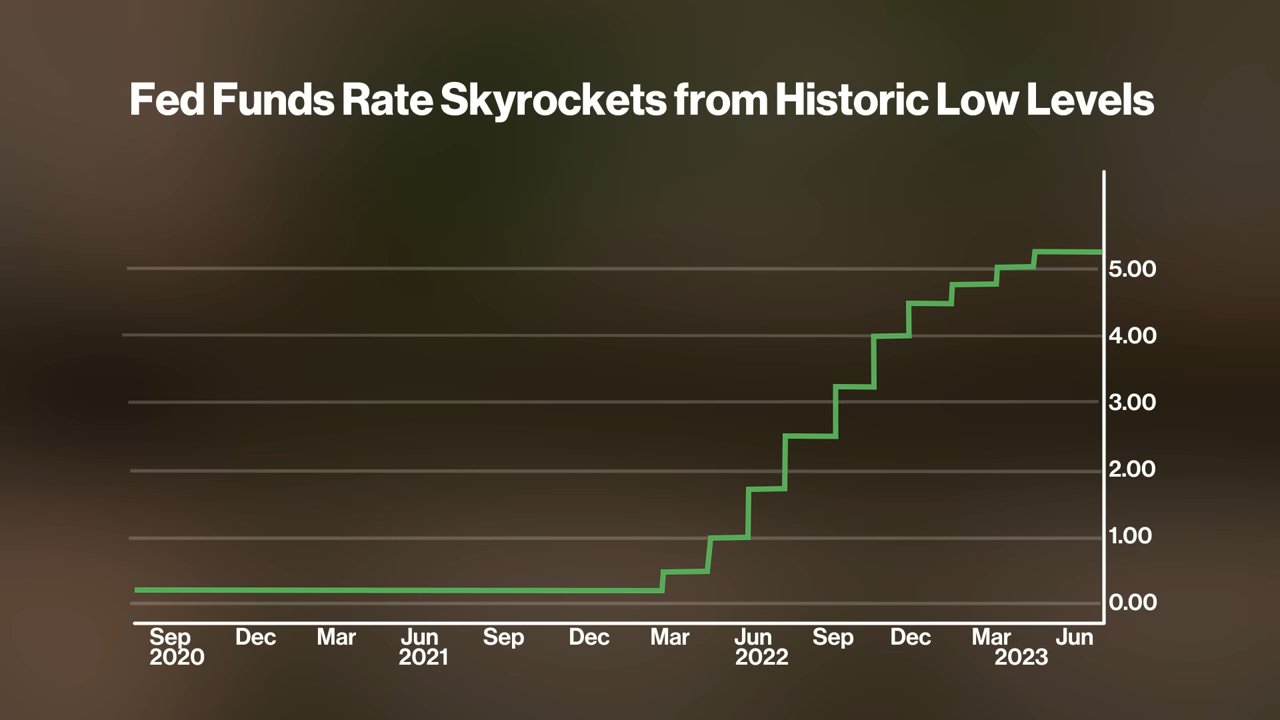 Fed Funds Rate Skyrockets from Historic Low Levels
5.00
4.00
3.00
2.00
1.00
0.00
Sep Dec Mar Jun Sep Dec Mar Jun Sep Dec Mar Jun
2020 2021 2022 2023